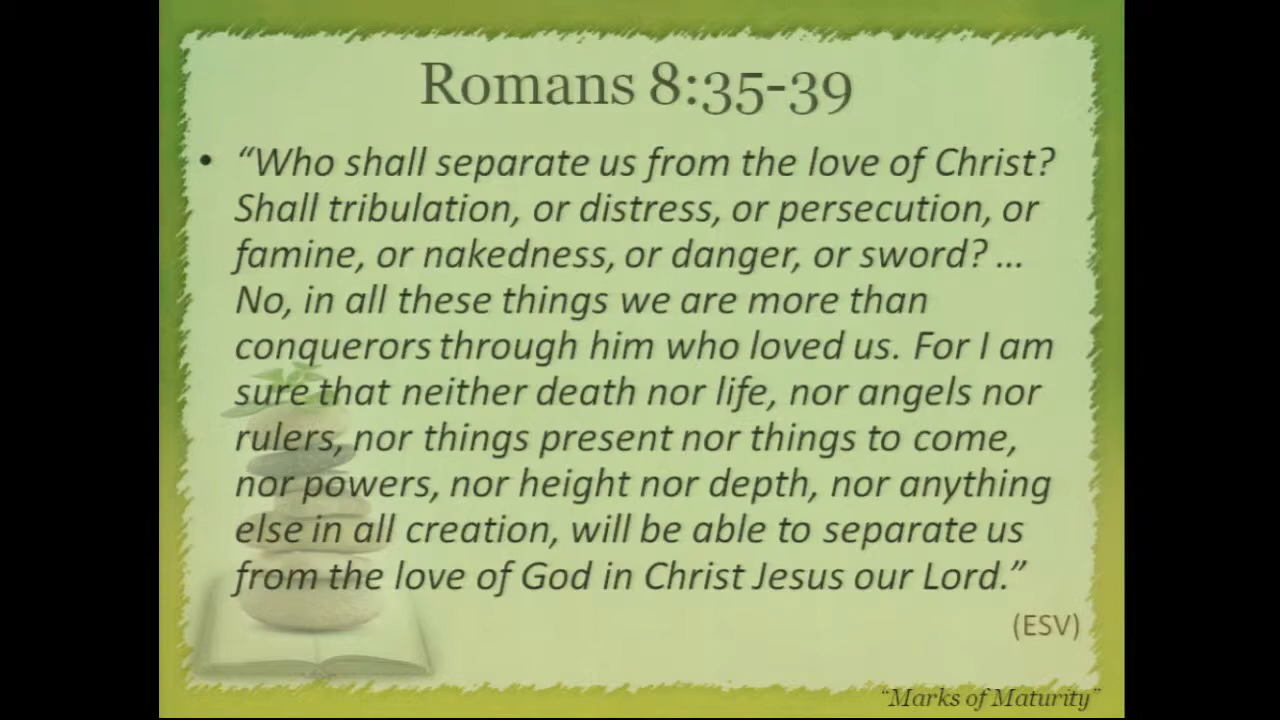 Romans 8:35-39
• “Who shall separate us from the love of Christ?
Shall tribulation, or distress, or persecution, or
famine, or nakedness, or danger, or sword? …
No, in all these things we are more than
conquerors through him who loved us. For I am
sure that neither death nor life, nor angels nor
rulers, nor things present nor things to come,
nor powers, nor height nor depth, nor anything
else in all creation, will be able to separate us
from the love of God in Christ Jesus our Lord.”
(ESV)
“Marks of Maturity”